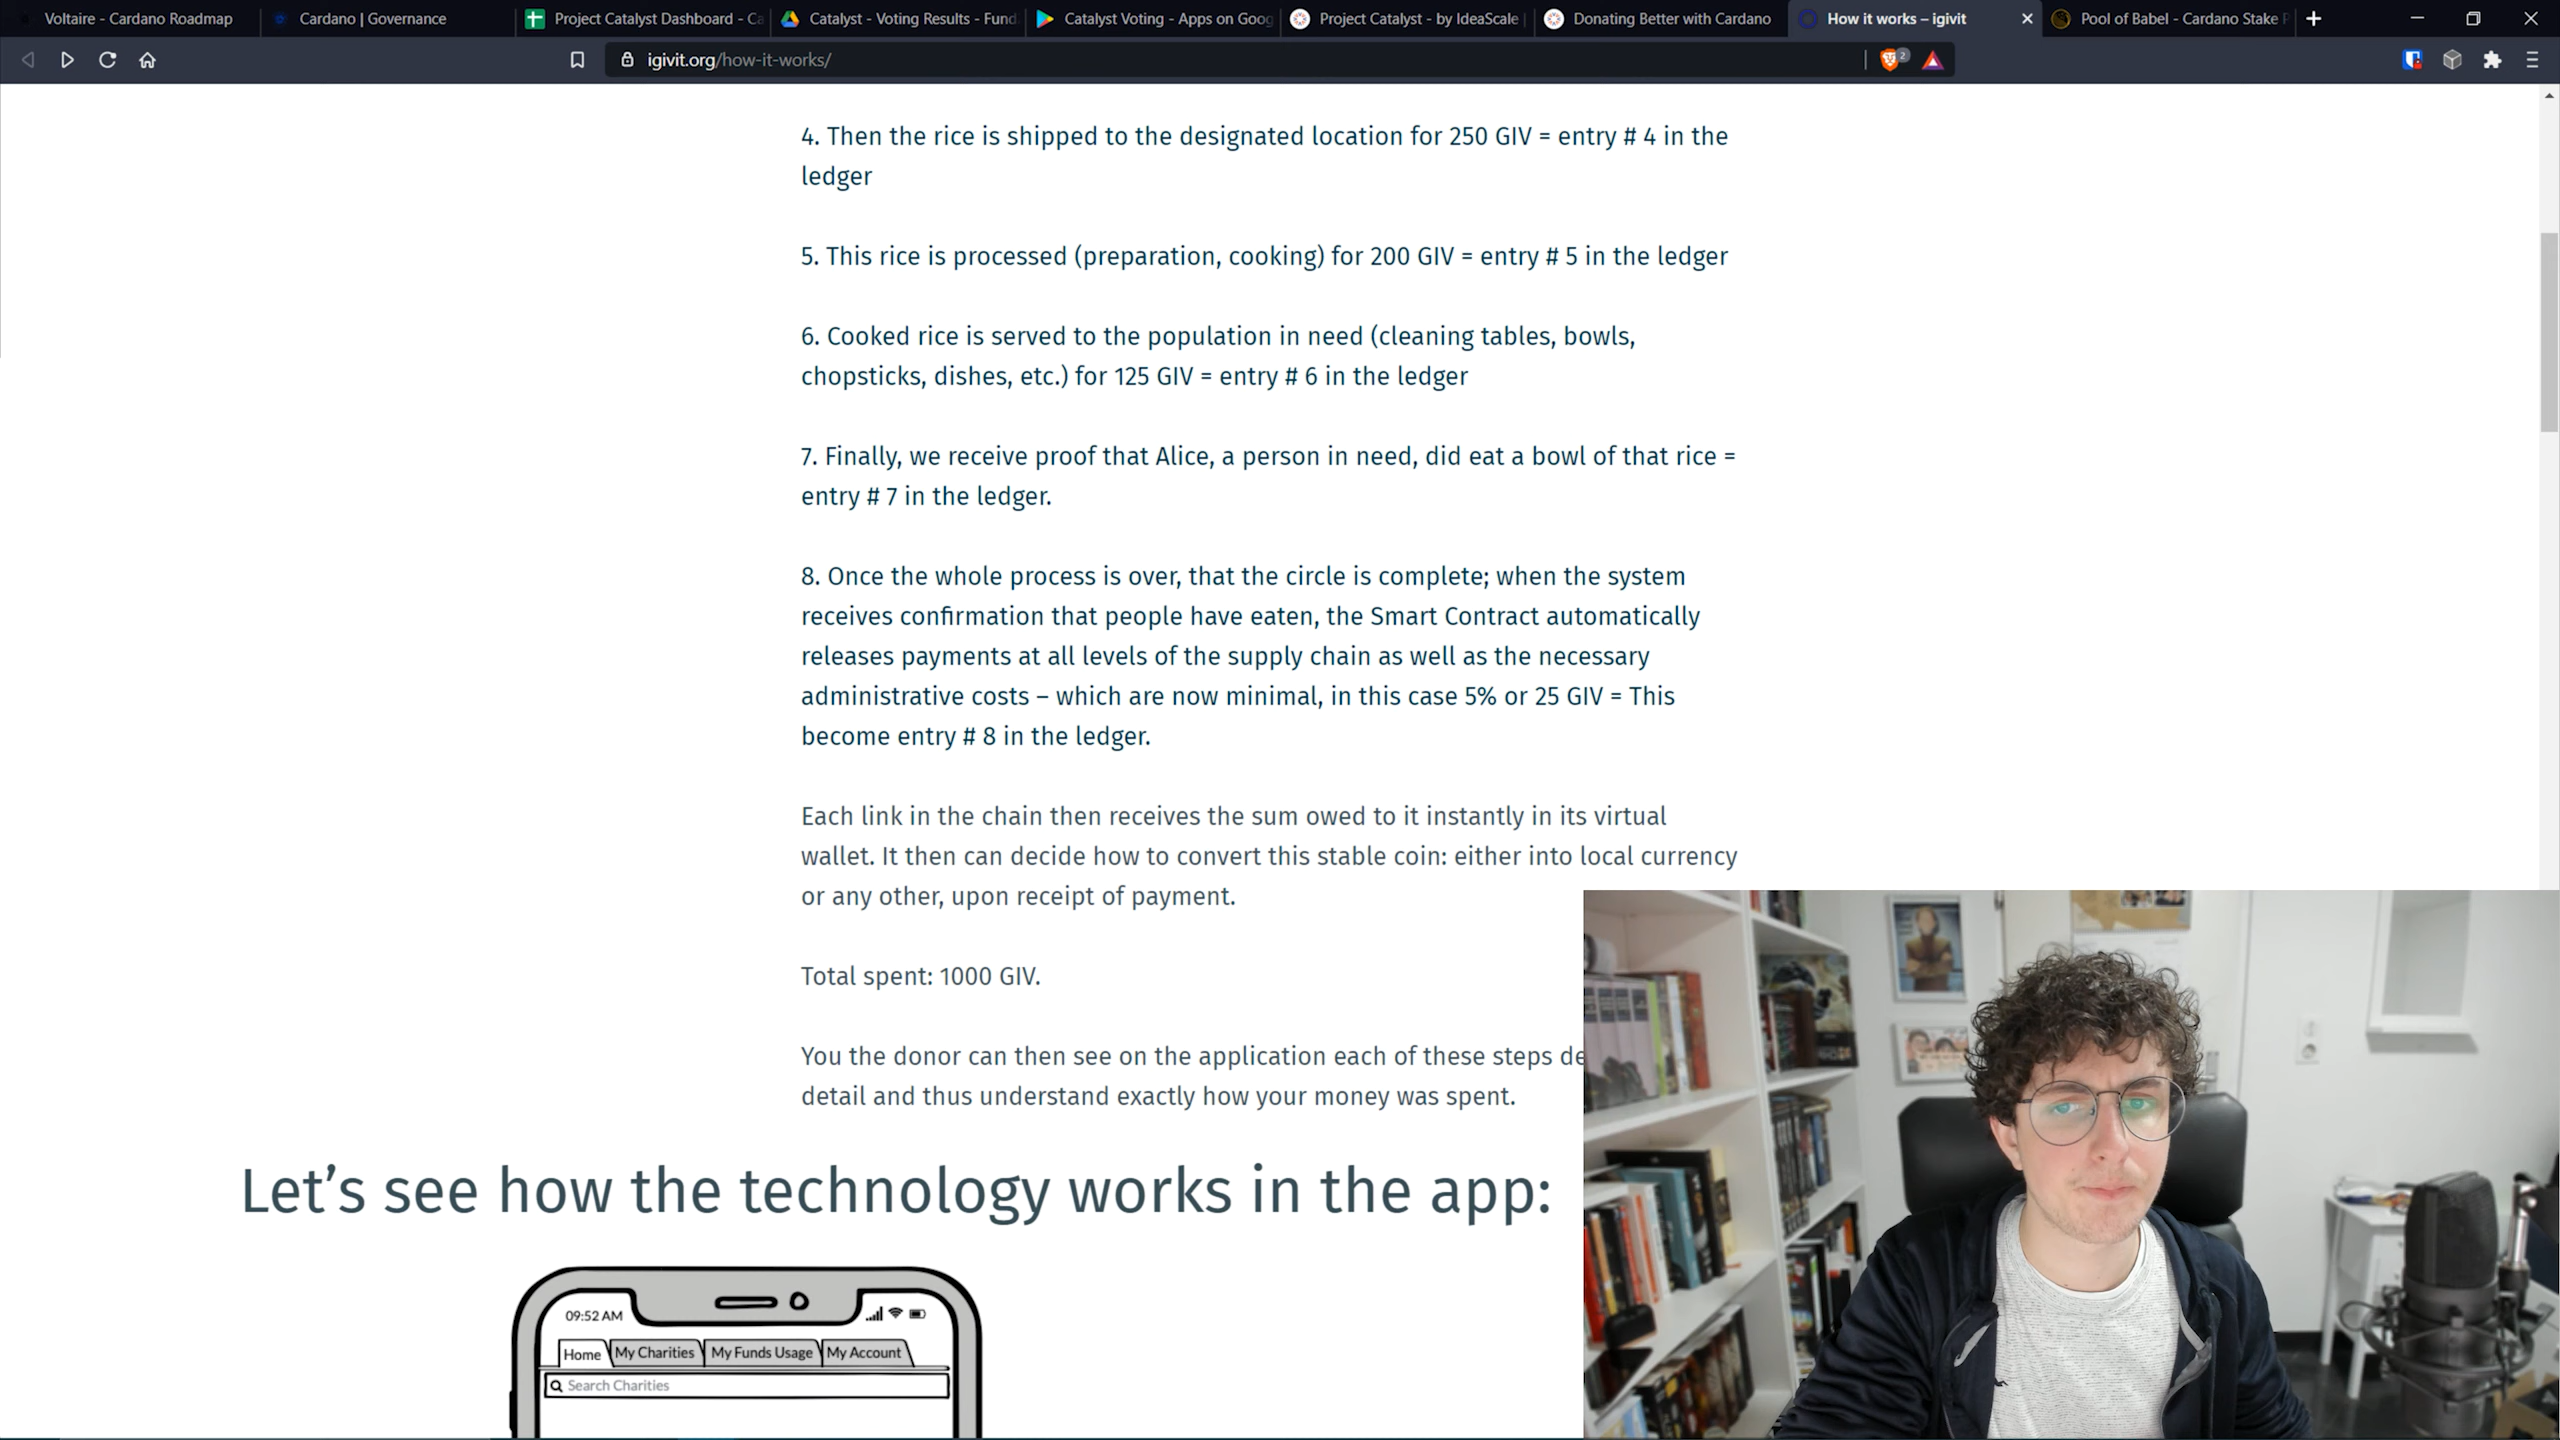 Voltaire - Cardano Roadmap
Cardano | Governance
Project Catalyst Dashboard - Ca
Catalyst - Voting Results - Fund
Catalyst Voting - Apps on Goog
Project Catalyst - by IdeaScale
Donating Better with Cardano
How it works – igivit
Pool of Babel - Cardano Stake P
igivit.org/how-it-works/
2
4. Then the rice is shipped to the designated location for 250 GIV = entry # 4 in the
ledger
5. This rice is processed (preparation, cooking) for 200 GIV = entry # 5 in the ledger
6. Cooked rice is served to the population in need (cleaning tables, bowls,
chopsticks, dishes, etc.) for 125 GIV = entry # 6 in the ledger
7. Finally, we receive proof that Alice, a person in need, did eat a bowl of that rice =
entry # 7 in the ledger.
8. Once the whole process is over, that the circle is complete; when the system
receives confirmation that people have eaten, the Smart Contract automatically
releases payments at all levels of the supply chain as well as the necessary
administrative costs – which are now minimal, in this case 5% or 25 GIV = This
become entry # 8 in the ledger.
Each link in the chain then receives the sum owed to it instantly in its virtual
wallet. It then can decide how to convert this stable coin: either into local currency
or any other, upon receipt of payment.
Total spent: 1000 GIV.
You the donor can then see on the application each of these steps de
detail and thus understand exactly how your money was spent.
Let's see how the technology works in the app:
09:52 AM
Home
My Charities
My Funds Usage
My Account
Search Charities